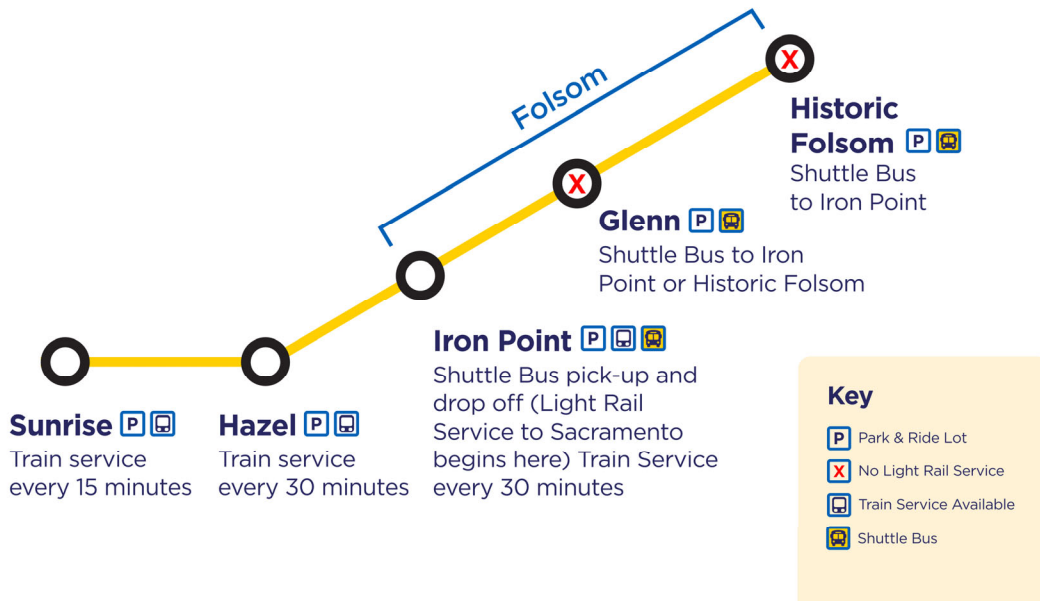 Folsom
X
Historic
Folsom P
Shuttle Bus
to Iron Point
X
Glenn P
Shuttle Bus to Iron
Point or Historic Folsom
Iron Point P
Shuttle Bus pick-up and
drop off (Light Rail
Service to Sacramento
begins here) Train Service
every 30 minutes
Sunrise P
Train service
every 15 minutes
Hazel P
Train service
every 30 minutes
Key
P Park & Ride Lot
X No Light Rail Service
Train Service Available
Shuttle Bus